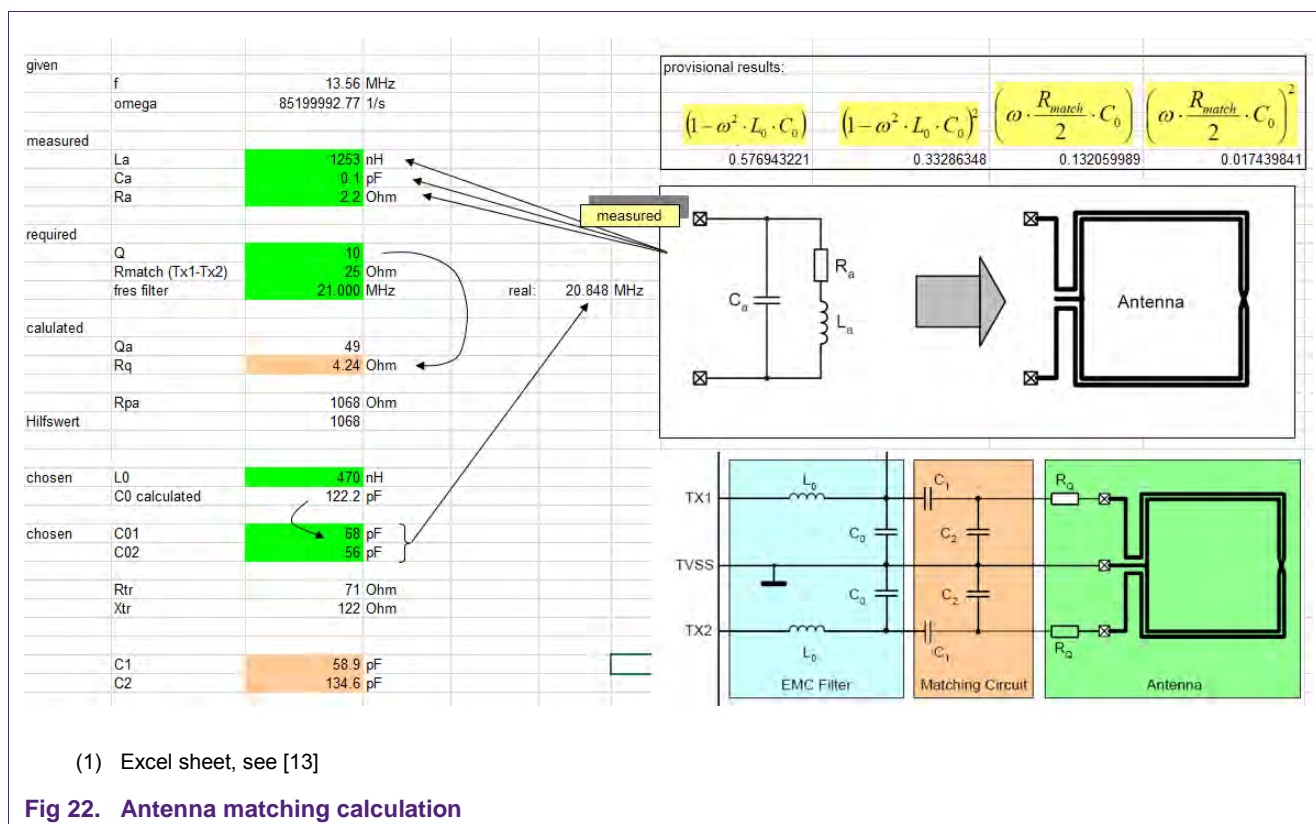 given
f 13.56 MHz
omega 85199992.77 1/s
measured
La 1253 nH
Ca 0.1 pF
Ra 2.2 Ohm
required
Q 10
Rmatch (Tx1-Tx2) 25 Ohm
fres filter 21.000 MHz real: 20.848 MHz
calulated
Qa 49
Rq 4.24 Ohm
Rpa 1068 Ohm
Hilfswert 1068
chosen L0 470 nH
C0 calculated 122.2 pF
chosen C01 68 pF
C02 56 pF
Rtr 71 Ohm
Xtr 122 Ohm
C1 58.9 pF
C2 134.6 pF
provisional results:
(1 − ω² · L₀ · C₀) (1 − ω² · L₀ · C₀)² (ω · R_match/2 · C₀) (ω · R_match/2 · C₀)²
0.576943221 0.33286348 0.132059989 0.017439841
measured
Ca
Ra
La
Antenna
TX1
L0
C1
RQ
C0
C2
TVSS
C0
C2
TX2
L0
C1
RQ
EMC Filter
Matching Circuit
Antenna
(1) Excel sheet, see [13]
Fig 22. Antenna matching calculation